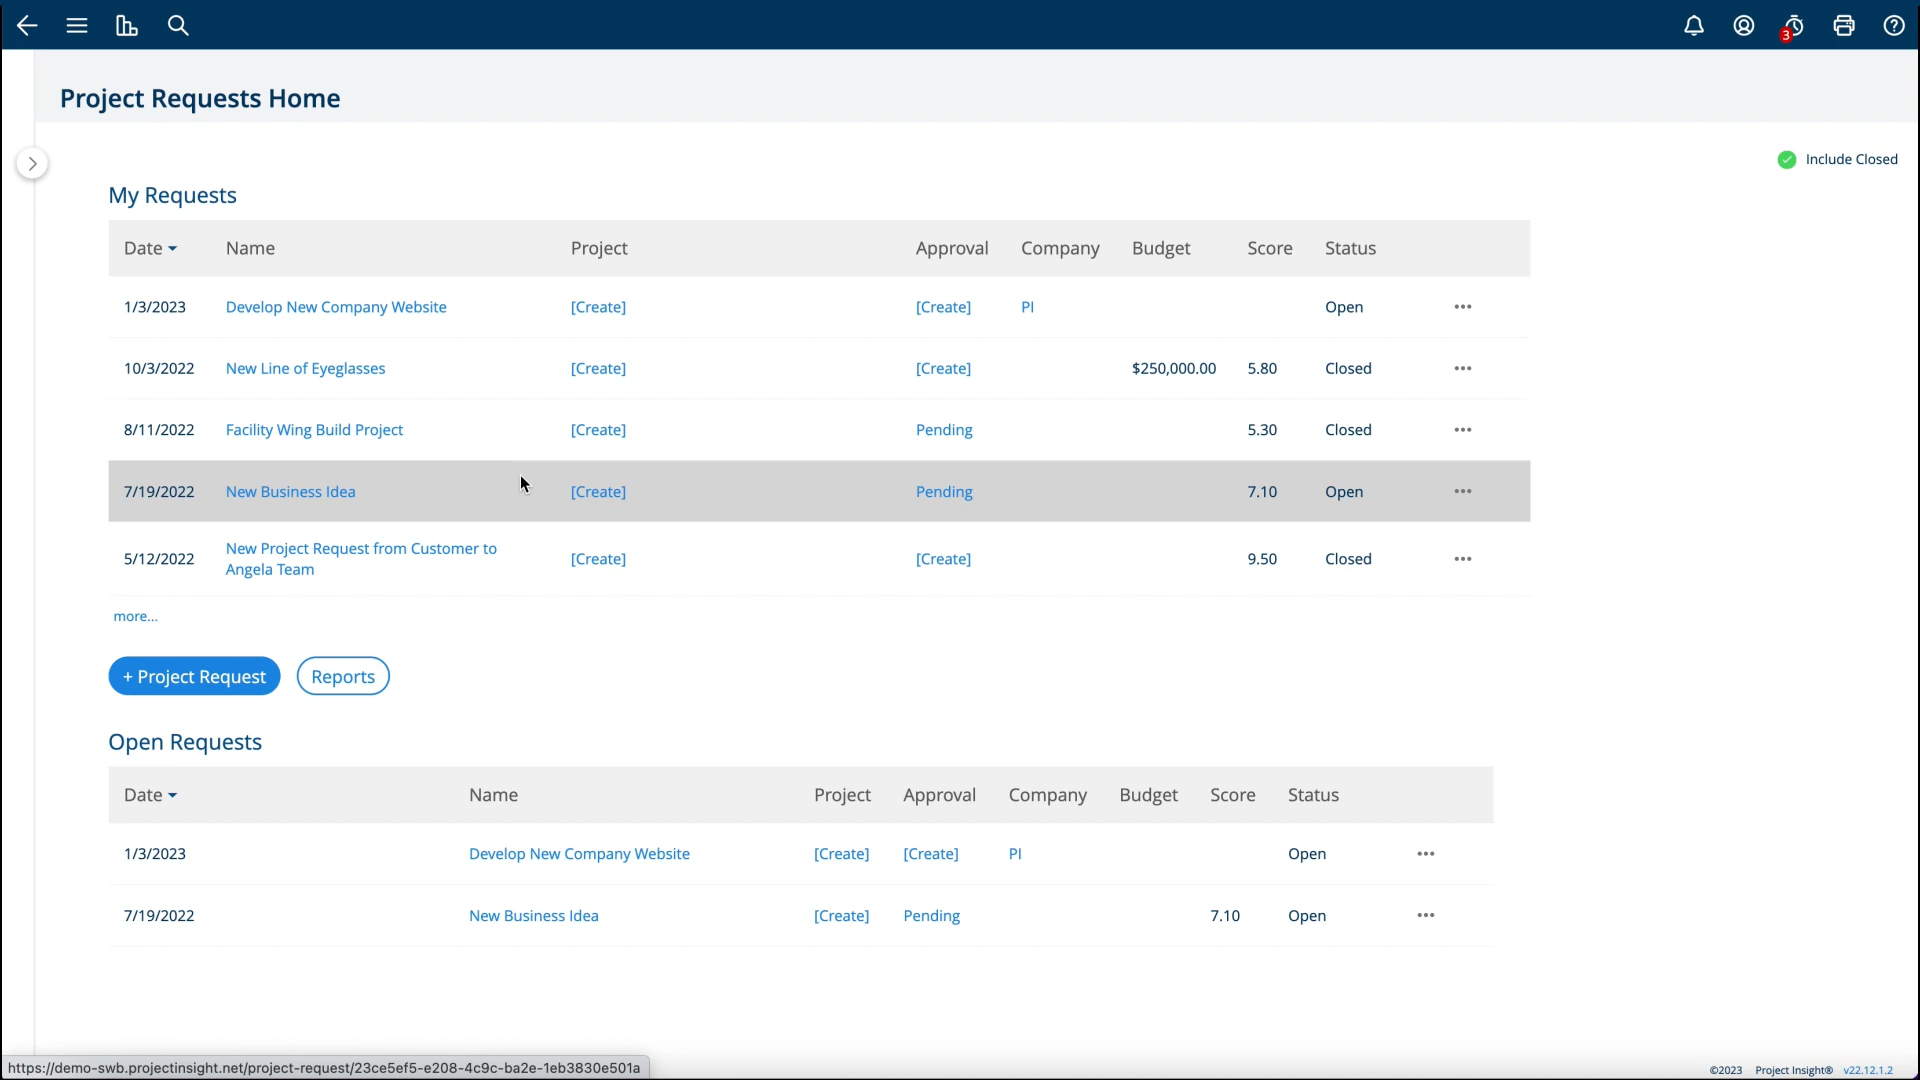 3
Project Requests Home
Include Closed
My Requests
Date Name Project Approval Company Budget Score Status
1/3/2023 Develop New Company Website [Create] [Create] PI Open
10/3/2022 New Line of Eyeglasses [Create] [Create] $250,000.00 5.80 Closed
8/11/2022 Facility Wing Build Project [Create] Pending 5.30 Closed
7/19/2022 New Business Idea [Create] Pending 7.10 Open
5/12/2022 New Project Request from Customer to [Create] [Create] 9.50 Closed
Angela Team
more...
+ Project Request Reports
Open Requests
Date Name Project Approval Company Budget Score Status
1/3/2023 Develop New Company Website [Create] [Create] PI Open
7/19/2022 New Business Idea [Create] Pending 7.10 Open
https://demo-swb.projectinsight.net/project-request/23ce5ef5-e208-4c9c-ba2e-1eb3830e501a
©2023 Project Insight® v22.12.1.2